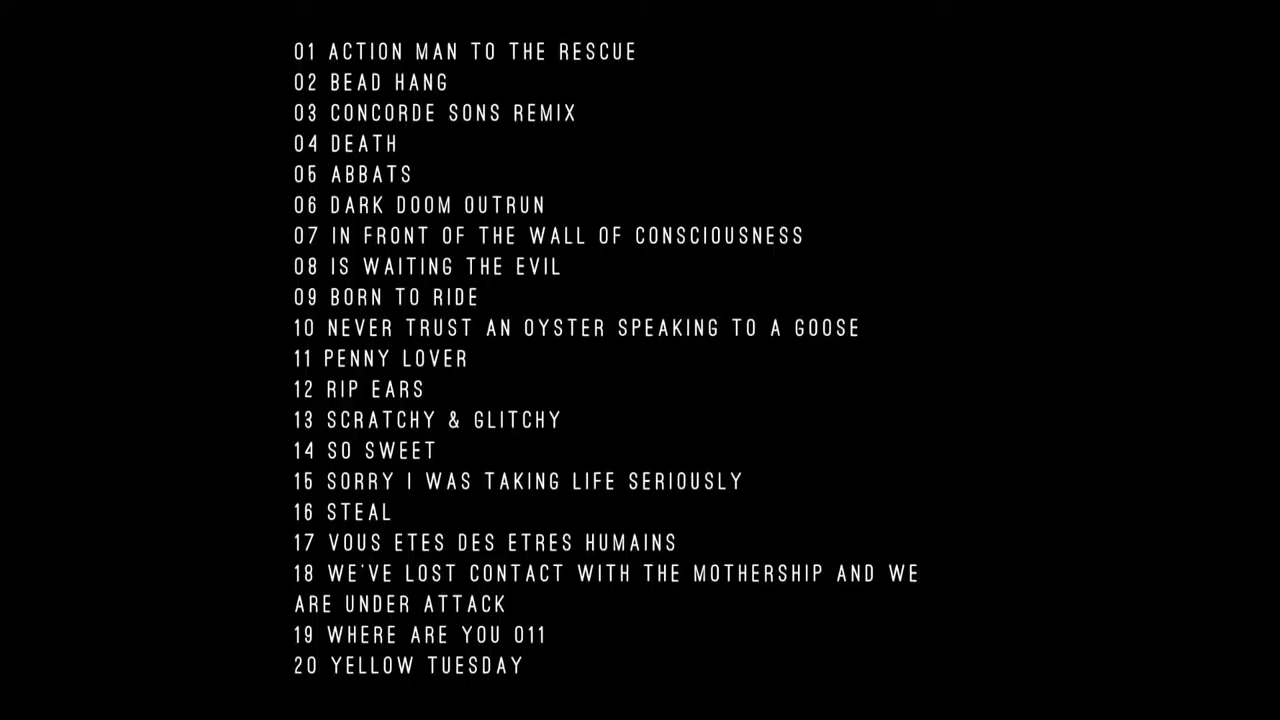 01 ACTION MAN TO THE RESCUE
02 BEAD HANG
03 CONCORDE SONS REMIX
04 DEATH
05 ABBATS
06 DARK DOOM OUTRUN
07 IN FRONT OF THE WALL OF CONSCIOUSNESS
08 IS WAITING THE EVIL
09 BORN TO RIDE
10 NEVER TRUST AN OYSTER SPEAKING TO A GOOSE
11 PENNY LOVER
12 RIP EARS
13 SCRATCHY & GLITCHY
14 SO SWEET
15 SORRY I WAS TAKING LIFE SERIOUSLY
16 STEAL
17 VOUS ETES DES ETRES HUMAINS
18 WE'VE LOST CONTACT WITH THE MOTHERSHIP AND WE
ARE UNDER ATTACK
19 WHERE ARE YOU 011
20 YELLOW TUESDAY